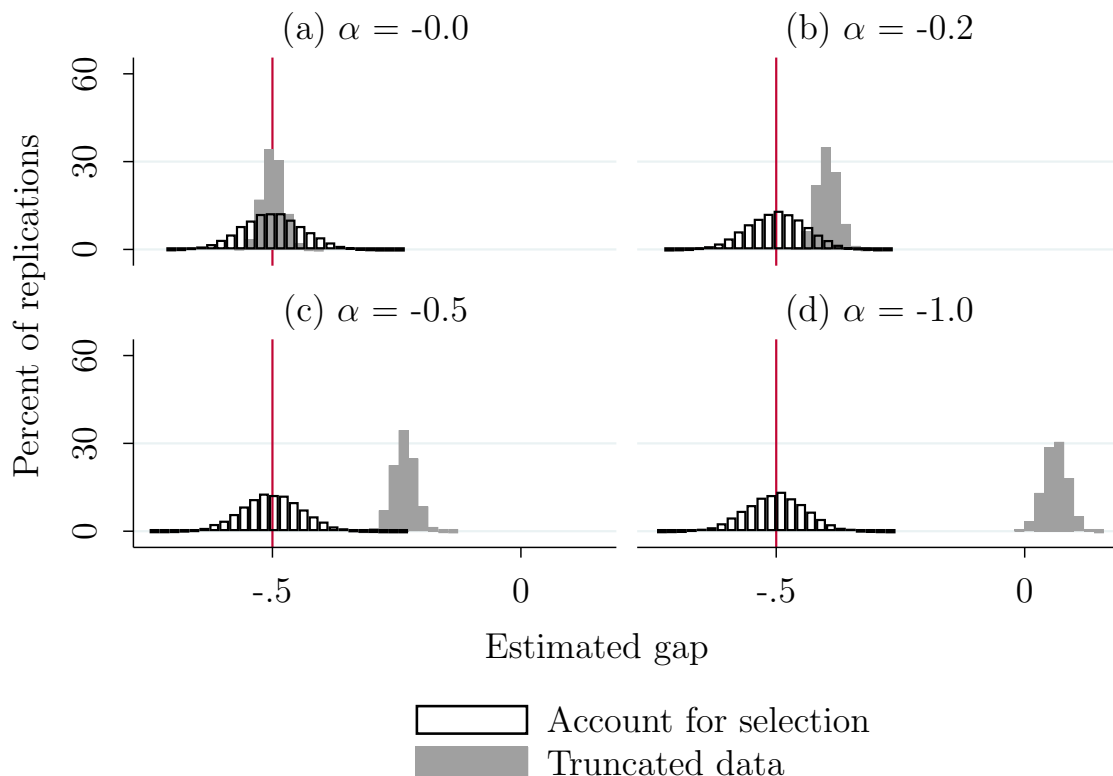 (a) α = -0.0
(b) α = -0.2
60
30
0
(c) α = -0.5
(d) α = -1.0
60
30
0
Percent of replications
-.5
0
-.5
0
Estimated gap
Account for selection
Truncated data